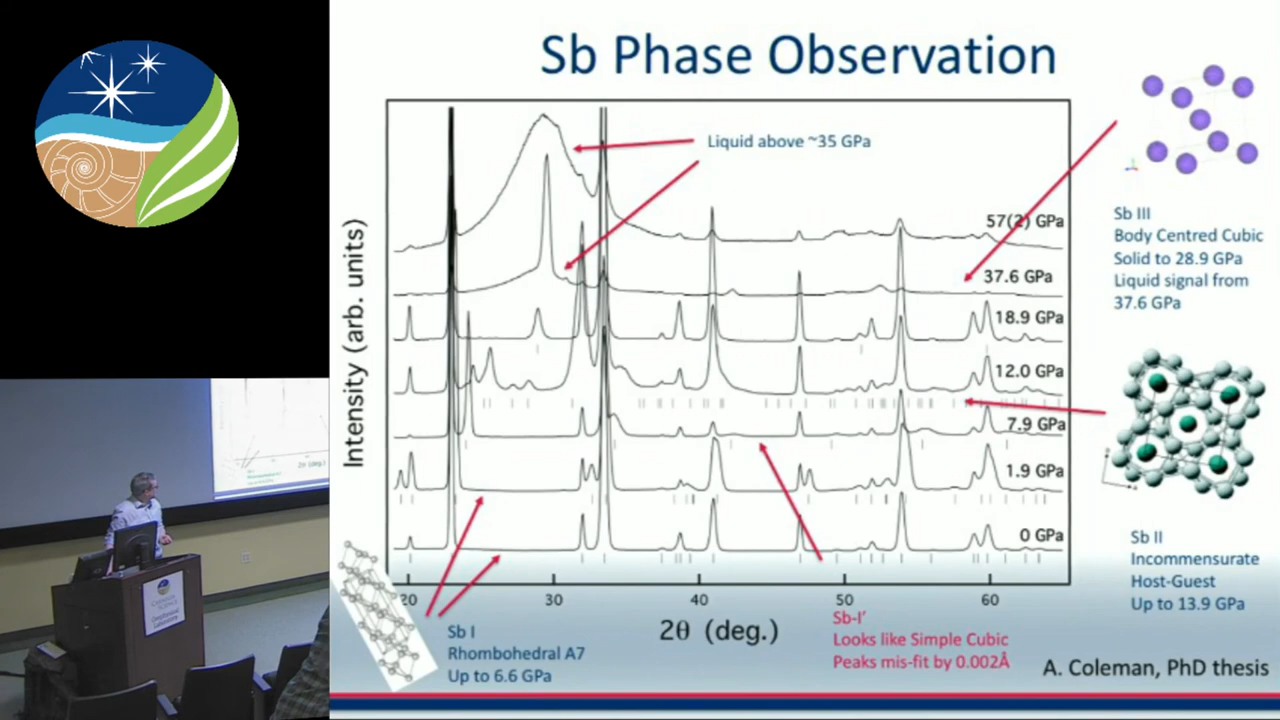 Sb Phase Observation
Liquid above ~35 GPa
57(2) GPa
37.6 GPa
18.9 GPa
12.0 GPa
7.9 GPa
1.9 GPa
0 GPa
Intensity (arb. units)
20 30 40 50 60
2θ (deg.)
Sb III
Body Centred Cubic
Solid to 28.9 GPa
Liquid signal from
37.6 GPa
Sb II
Incommensurate
Host-Guest
Up to 13.9 GPa
Sb I
Rhombohedral A7
Up to 6.6 GPa
Sb-I'
Looks like Simple Cubic
Peaks mis-fit by 0.002Å
A. Coleman, PhD thesis